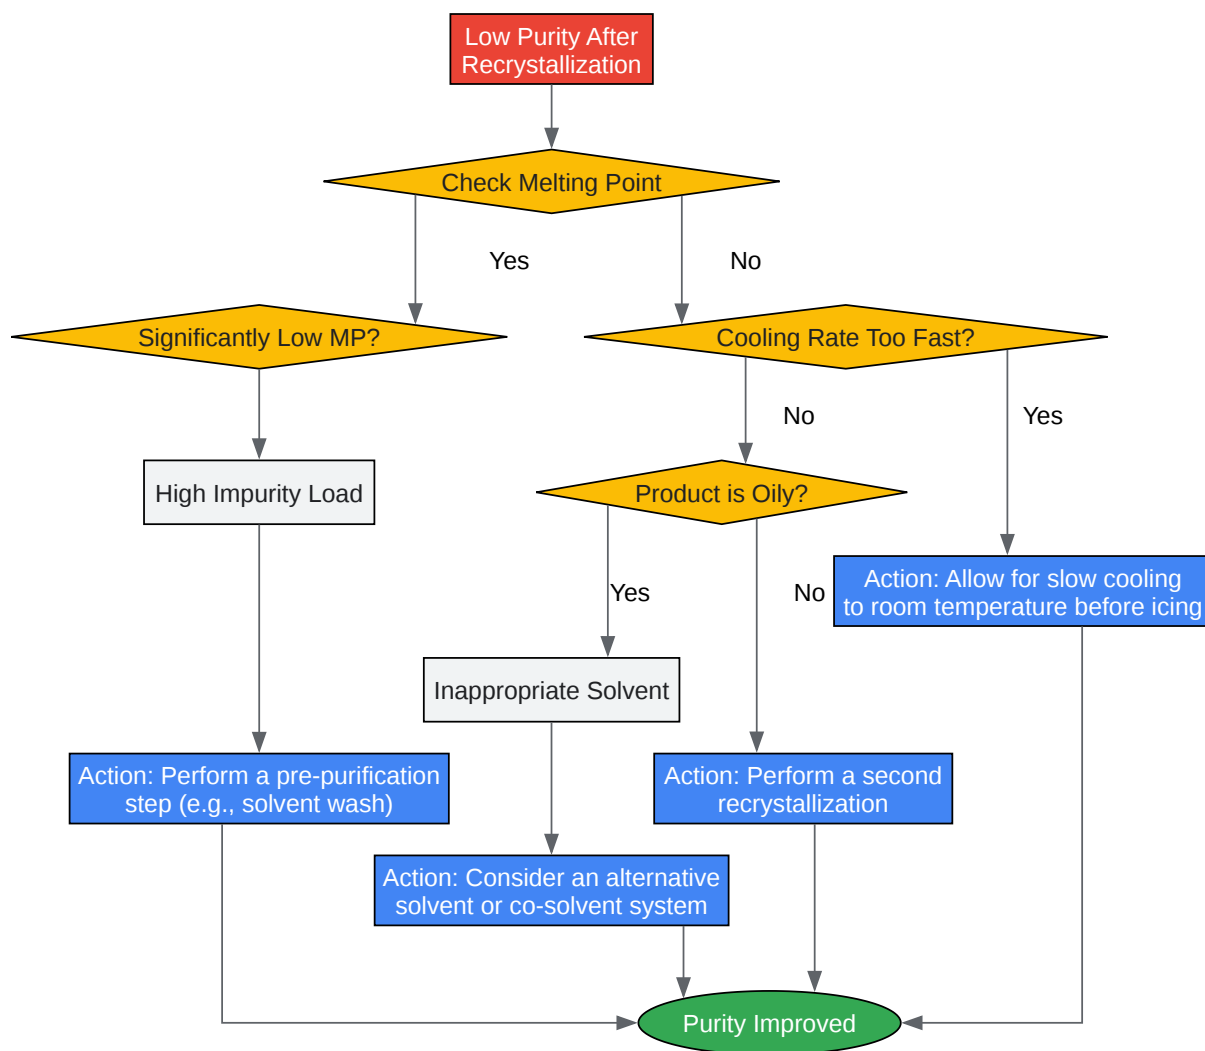 Low Purity After
Recrystallization
Check Melting Point
Yes
No
Significantly Low MP?
Cooling Rate Too Fast?
No
Yes
High Impurity Load
Product is Oily?
Yes
No
Action: Allow for slow cooling
to room temperature before icing
Inappropriate Solvent
Action: Perform a pre-purification
step (e.g., solvent wash)
Action: Perform a second
recrystallization
Action: Consider an alternative
solvent or co-solvent system
Purity Improved